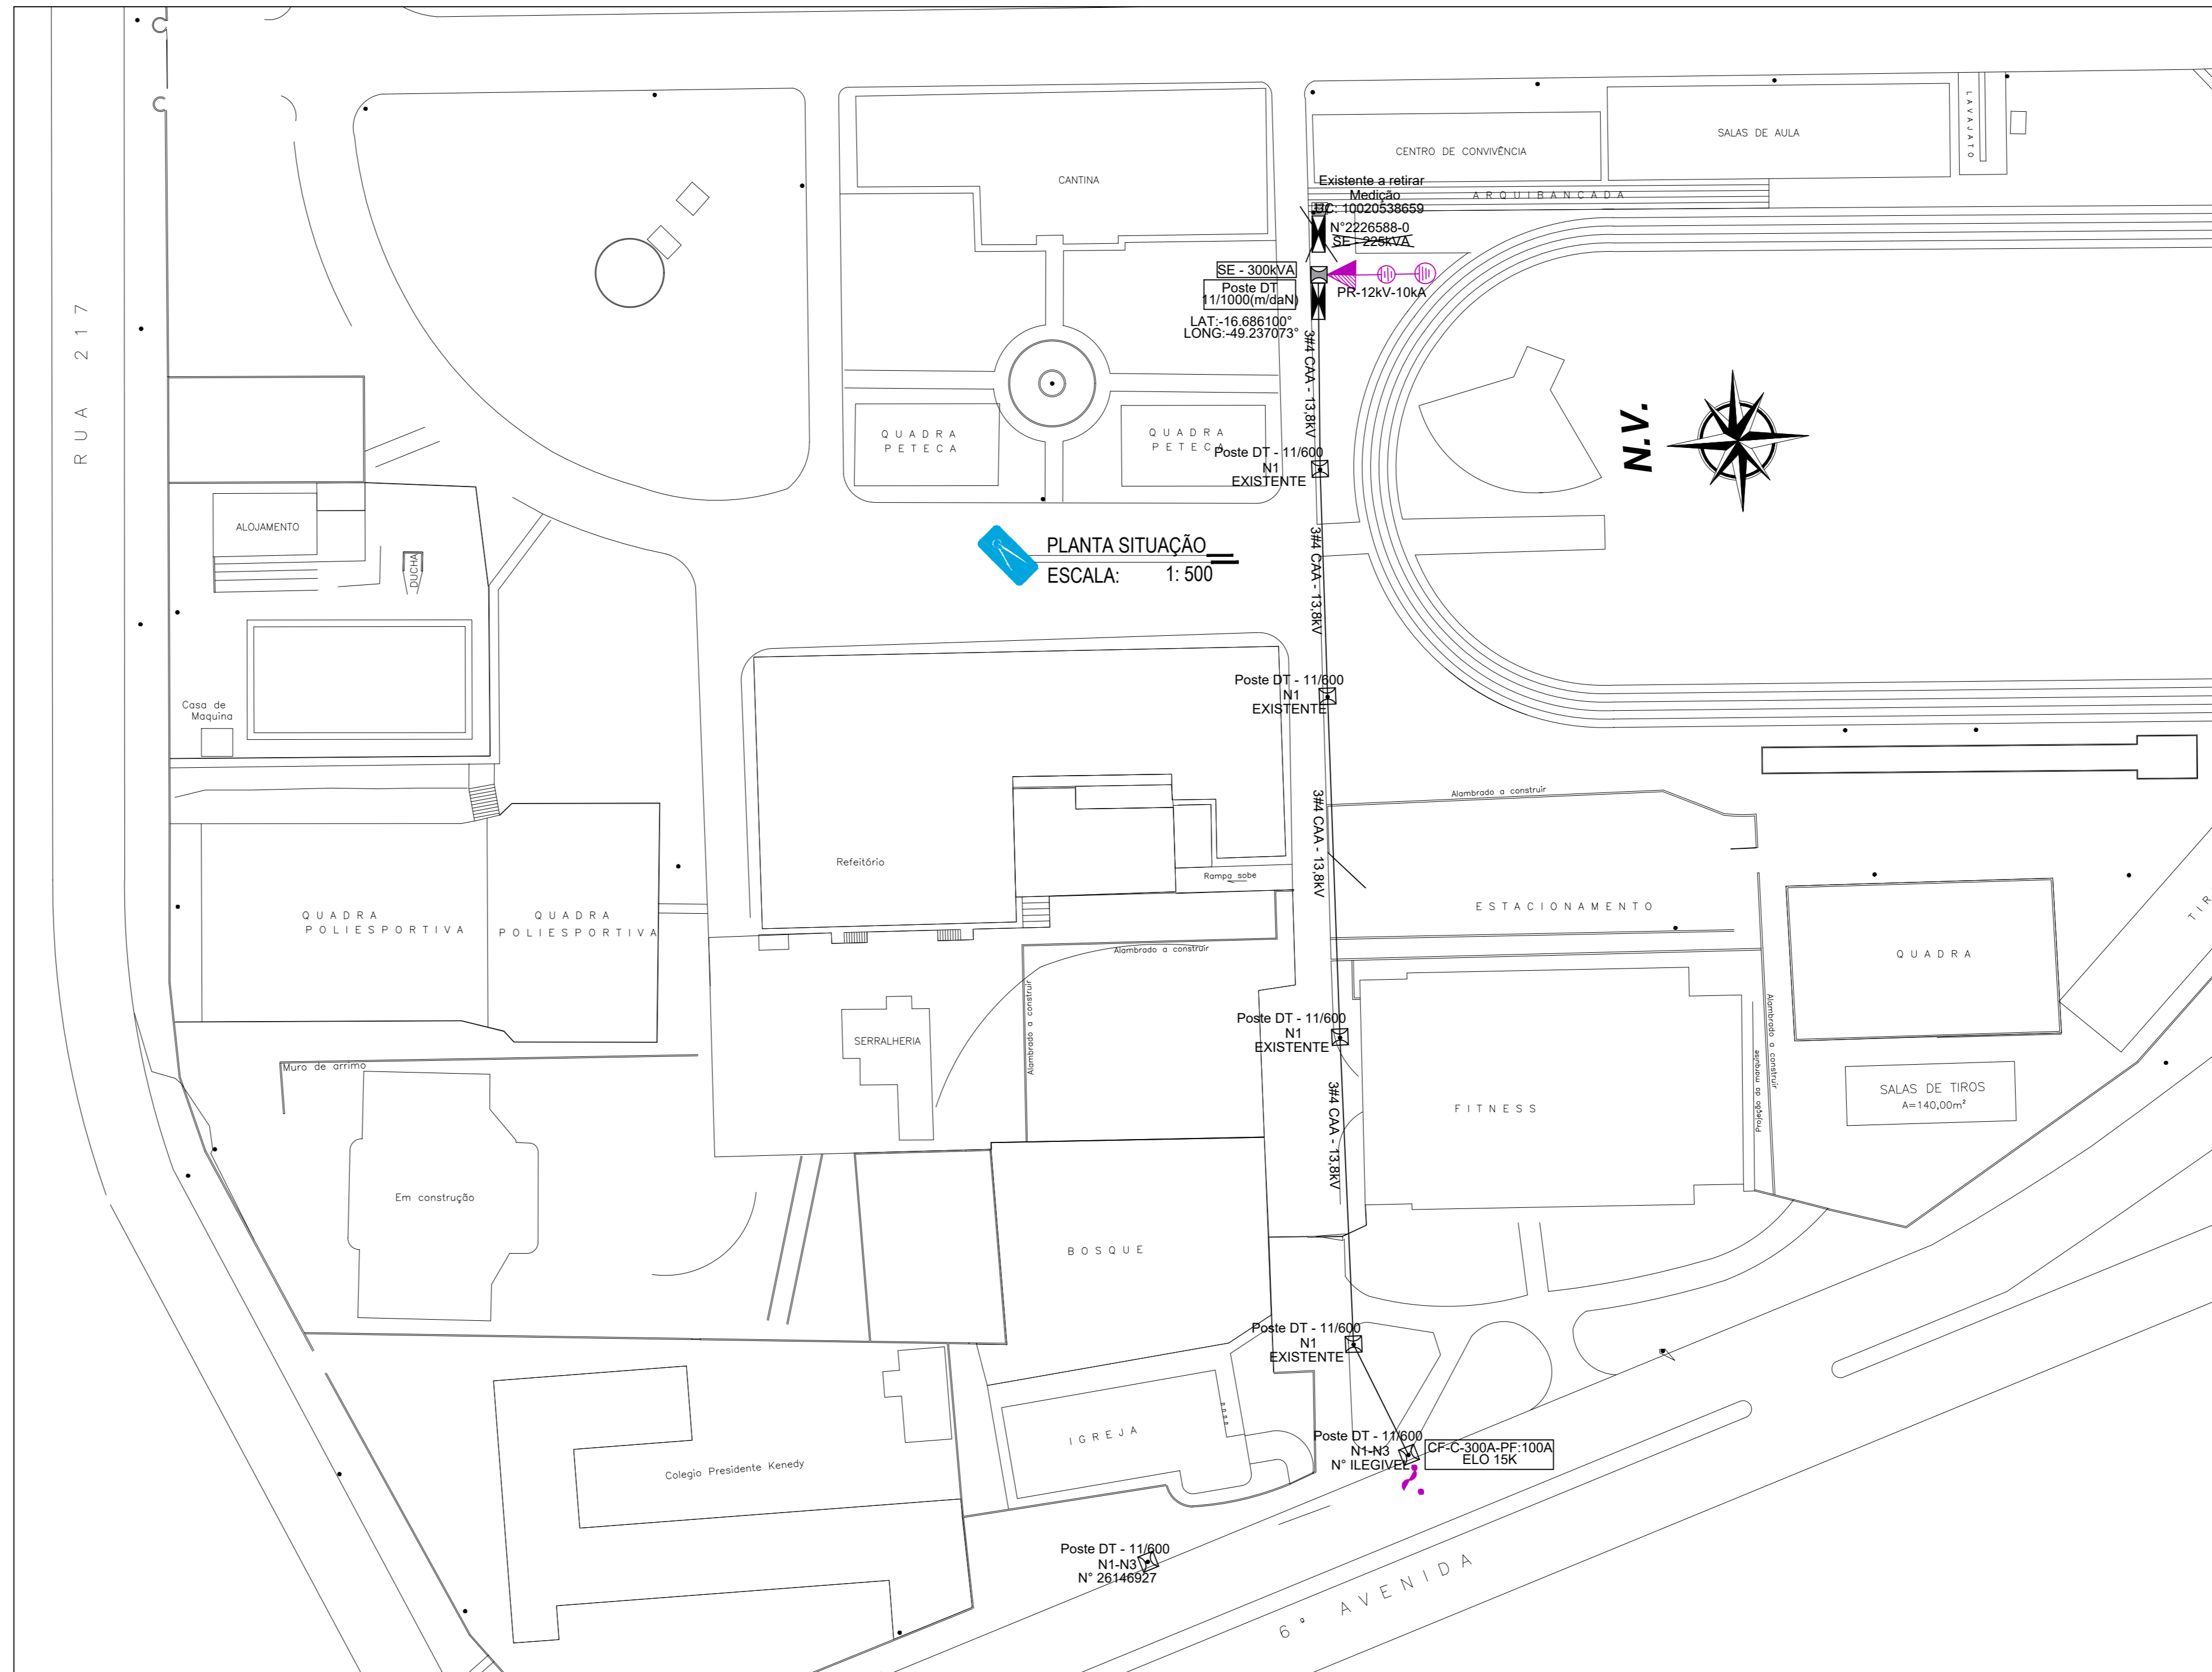 CANTINA
CENTRO DE CONVIVÊNCIA
SALAS DE AULA
LAVAJATO
ARQUIBANCADA
Existente a retirar
Medição
UC: 10020538659
N°2226588-0
SE - 225kVA
SE - 300kVA
Poste DT
11/1000(m/daN)
PR-12kV-10kA
LAT:-16.686100°
LONG:-49.237073°
3#4 CAA - 13,8kV
RUA 217
QUADRA
PETECA
QUADRA
PETECA
Poste DT - 11/600
N1
EXISTENTE
N.V.
ALOJAMENTO
DUCHA
PLANTA SITUAÇÃO
ESCALA: 1: 500
3#4 CAA - 13,8kV
Casa de
Maquina
Poste DT - 11/600
N1
EXISTENTE
Alambrado a construir
3#4 CAA - 13,8kV
Refeitório
Rampa sobe
QUADRA
POLIESPORTIVA
QUADRA
POLIESPORTIVA
ESTACIONAMENTO
TIR
Alambrado a construir
QUADRA
Alambrado a construir
SERRALHERIA
Poste DT - 11/600
N1
EXISTENTE
Alambrado a construir
Projeção da marquise
Muro de arrimo
SALAS DE TIROS
A=140,00m²
FITNESS
3#4 CAA - 13,8kV
Em construção
BOSQUE
Poste DT - 11/600
N1
EXISTENTE
IGREJA
Poste DT - 11/600
N1-N3
N° ILEGIVEL
CF-C-300A-PF:100A
ELO 15K
Colegio Presidente Kenedy
Poste DT - 11/600
N1-N3
N° 26146927
6ª AVENIDA